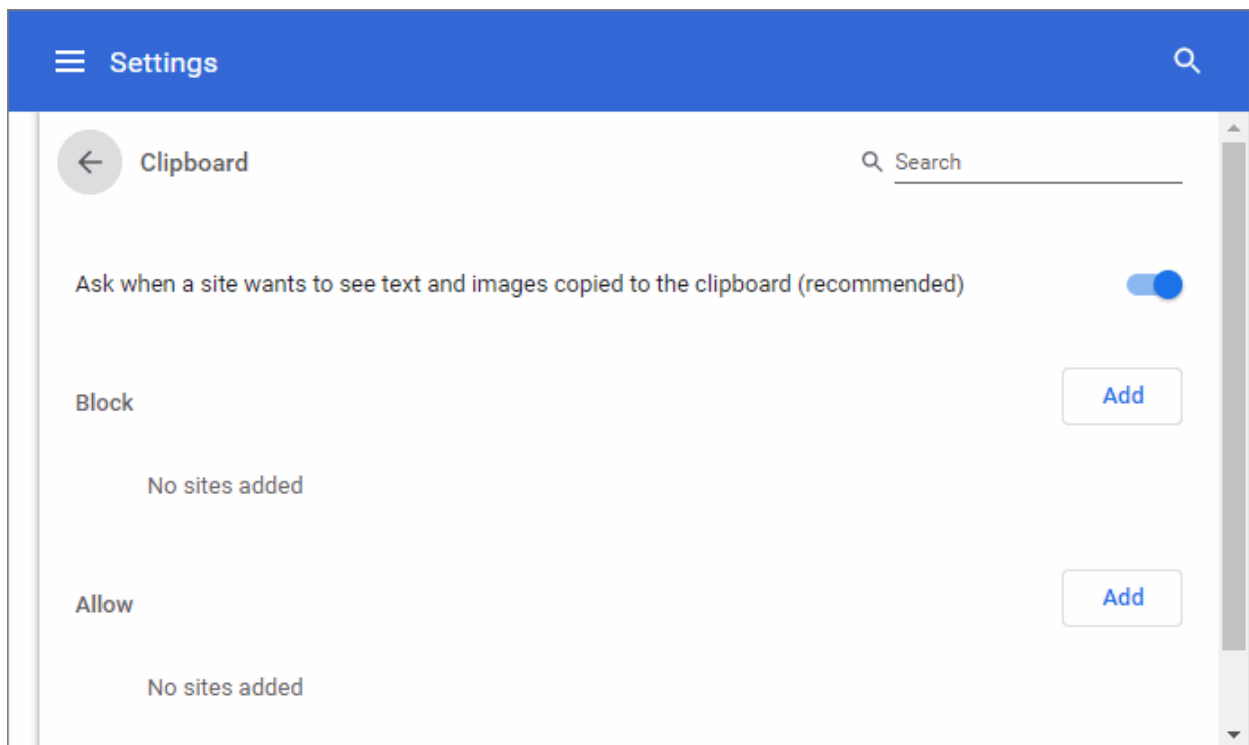 Settings
Clipboard
Search
Ask when a site wants to see text and images copied to the clipboard (recommended)
Block
Add
No sites added
Allow
Add
No sites added